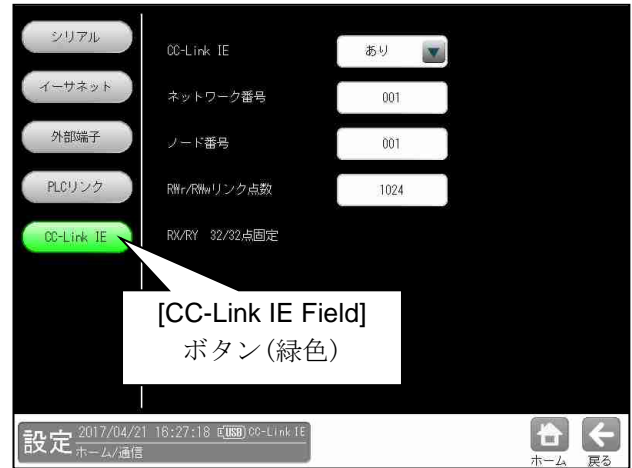 シリアル
イーサネット
外部端子
PLCリンク
CC-Link IE
CC-Link IE あり
ネットワーク番号 001
ノード番号 001
RWr/RWwリンク点数 1024
RX/RY 32/32点固定
[CC-Link IE Field]
ボタン(緑色)
設定 2017/04/21 16:27:18 E USB CC-Link IE
ホーム/通信
ホーム 戻る